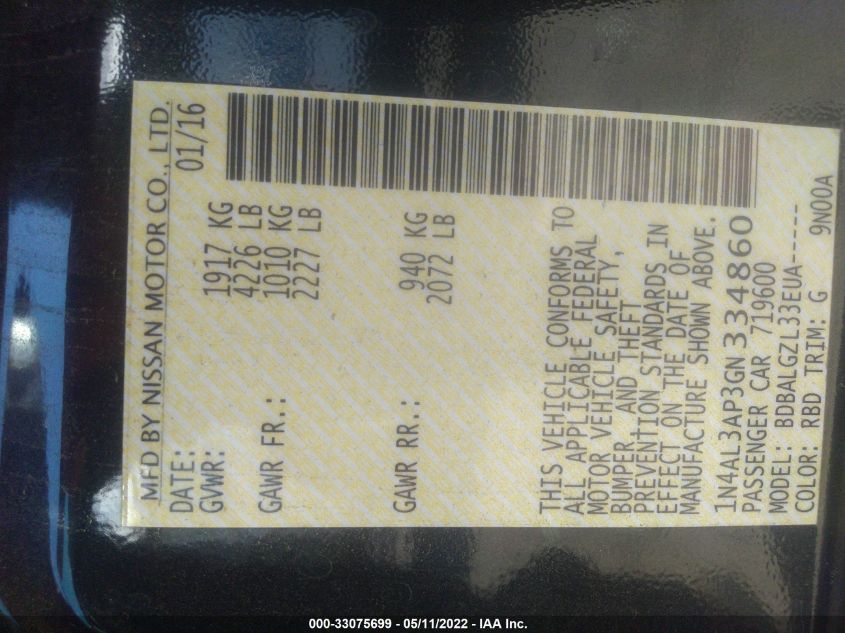 MFD BY NISSAN MOTOR CO., LTD.
DATE: 01/16
GVWR: 1917 KG
4226 LB
GAWR FR.: 1010 KG
2227 LB
GAWR RR.: 940 KG
2072 LB
THIS VEHICLE CONFORMS TO
ALL APPLICABLE FEDERAL
MOTOR VEHICLE SAFETY,
BUMPER, AND THEFT
PREVENTION STANDARDS IN
EFFECT ON THE DATE OF
MANUFACTURE SHOWN ABOVE.
1N4AL3AP3GN334860
PASSENGER CAR 719600
MODEL: BDBALGZL33EUA-----
COLOR: RBD TRIM: G 9N00A
000-33075699 - 05/11/2022 - IAA Inc.